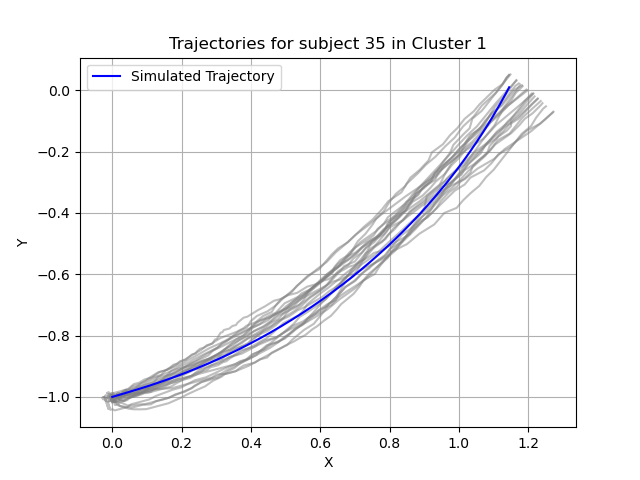 Trajectories for subject 35 in Cluster 1
Simulated Trajectory
0.0
−0.2
−0.4
−0.6
−0.8
−1.0
Y
0.0 0.2 0.4 0.6 0.8 1.0 1.2
X